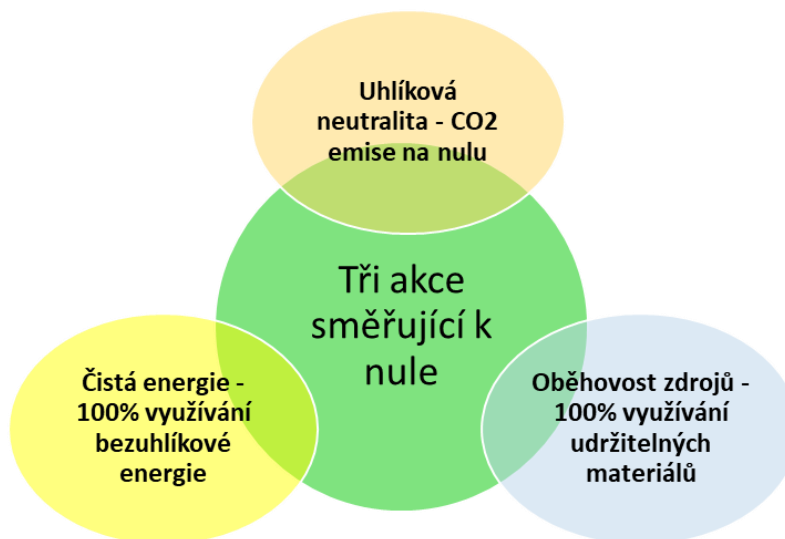 Uhlíková
neutralita - CO2
emise na nulu
Tři akce
směřující k
nule
Čistá energie -
100% využívání
bezuhlíkové
energie
Oběhovost zdrojů -
100% využívání
udržitelných
materiálů